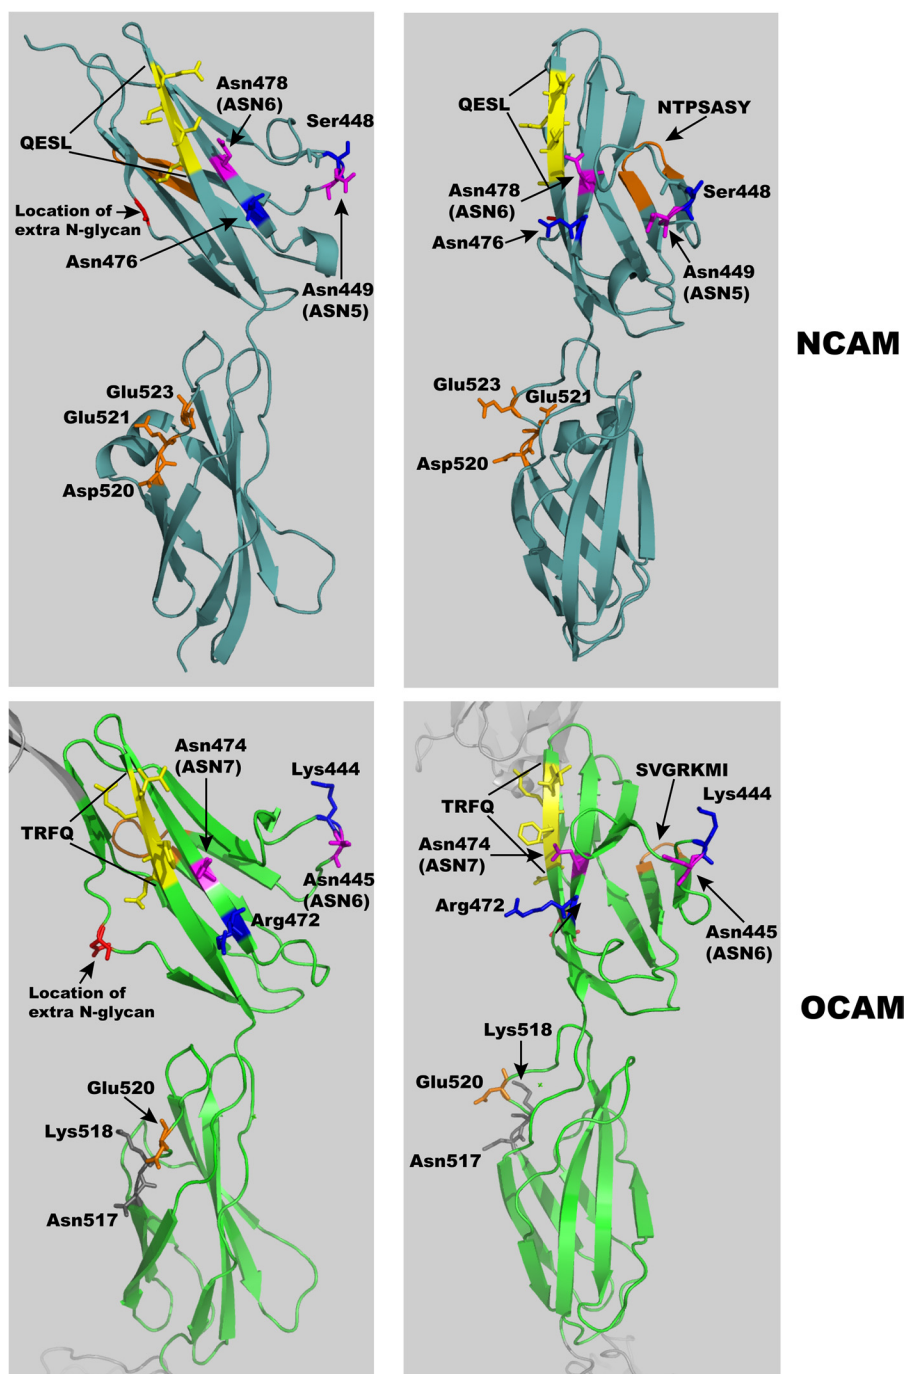 Asn478
(ASN6)
Ser448
QESL
Location of
extra N-glycan
Asn476
Asn449
(ASN5)
Glu523
Glu521
Asp520
QESL
NTPSASY
Asn478
(ASN6)
Ser448
Asn476
Asn449
(ASN5)
Glu523
Glu521
Asp520
NCAM
Asn474
(ASN7)
Lys444
TRFQ
Asn445
(ASN6)
Arg472
Location of
extra N-glycan
Glu520
Lys518
Asn517
SVGRKMI
Lys444
TRFQ
Asn474
(ASN7)
Arg472
Asn445
(ASN6)
Lys518
Glu520
Asn517
OCAM